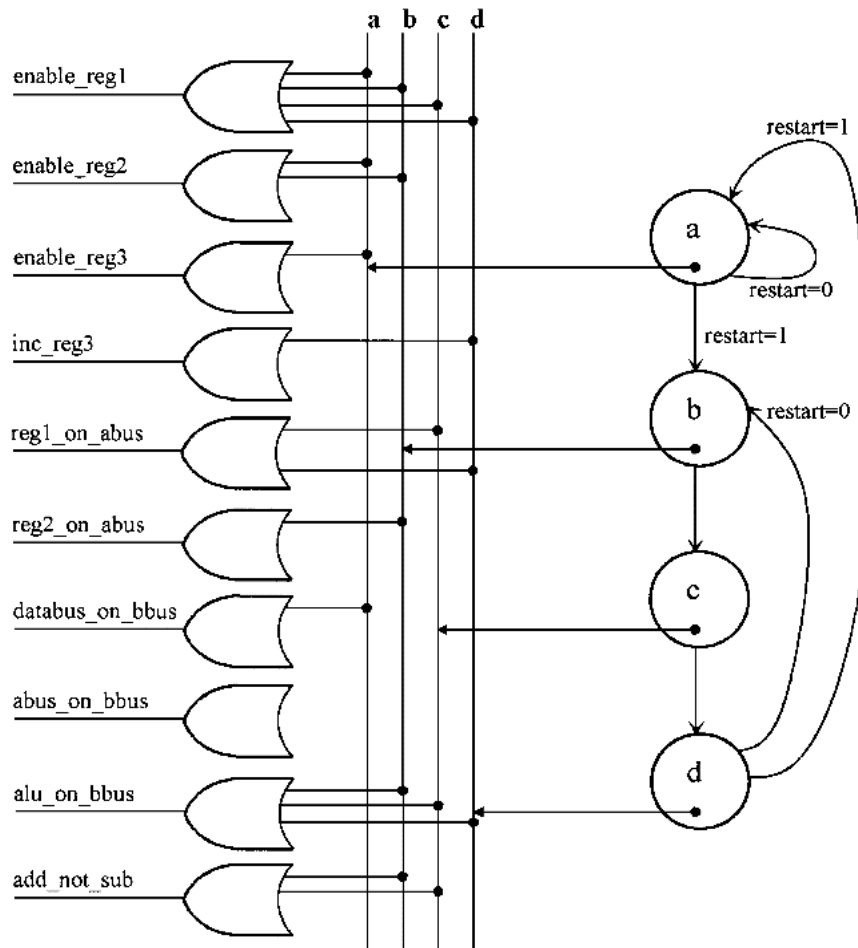 a b c d
enable_reg1
restart=1
enable_reg2
a
enable_reg3
restart=0
inc_reg3
restart=1
b
restart=0
reg1_on_abus
reg2_on_abus
c
databus_on_bbus
abus_on_bbus
d
alu_on_bbus
add_not_sub